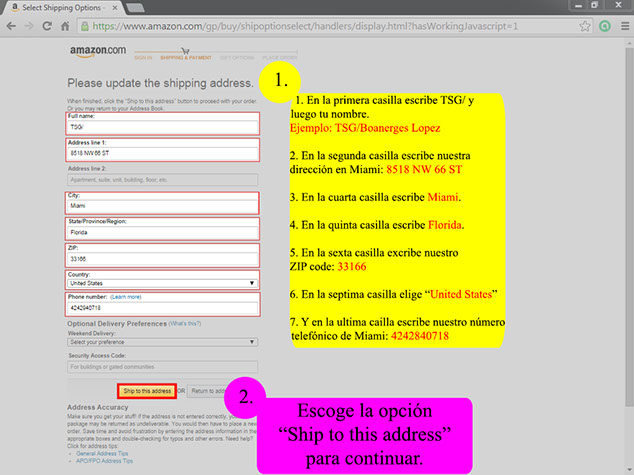 Select Shipping Options -
https://www.amazon.com/gp/buy/shipoptionselect/handlers/display.html?hasWorkingJavascript=1
amazon.com
SIGN IN SHIPPING & PAYMENT GIFT OPTIONS PLACE ORDER
Please update the shipping address.
When finished, click the "Ship to this address" button to proceed with your order.
Or you may return to your Address Book.
Full name:
TSG/
Address line 1:
8518 NW 66 ST
Address line 2:
Apartment, suite, unit, building, floor, etc.
City:
Miami
State/Province/Region:
Florida
ZIP:
33166
Country:
United States
Phone number: (Learn more)
4242940718
Optional Delivery Preferences (What's this?)
Weekend Delivery:
Select your preference
Security Access Code:
For buildings or gated communities
Ship to this address OR Return to
Address Accuracy
Make sure you get your stuff! If the address is not entered correctly,
package may be returned as undeliverable. You would then have to place a new
order. Save time and avoid frustration by entering the address information in the
appropriate boxes and double-checking for typos and other errors. Need help?
Click for address tips:
General Address Tips
APO/FPO Address Tips
1.
1. En la primera casilla escribe TSG/ y
luego tu nombre.
Ejemplo: TSG/Boanerges Lopez
2. En la segunda casilla escribe nuestra
dirección en Miami: 8518 NW 66 ST
3. En la cuarta casilla escribe Miami.
4. En la quinta casilla escribe Florida.
5. En la sexta casilla excribe nuestro
ZIP code: 33166
6. En la septima casilla elige “United States”
7. Y en la ultima cailla escribe nuestro número
telefónico de Miami: 4242840718
2.
Escoge la opción
“Ship to this address”
para continuar.